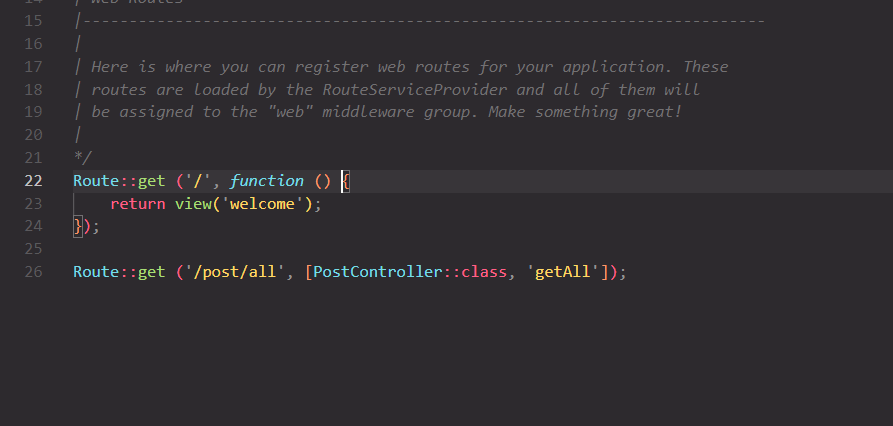 15 |--------------------------------------------------------------------------
16 |
17 | Here is where you can register web routes for your application. These
18 | routes are loaded by the RouteServiceProvider and all of them will
19 | be assigned to the "web" middleware group. Make something great!
20 |
21 */
22 Route::get ('/', function () {
23     return view('welcome');
24 });
25
26 Route::get ('/post/all', [PostController::class, 'getAll']);